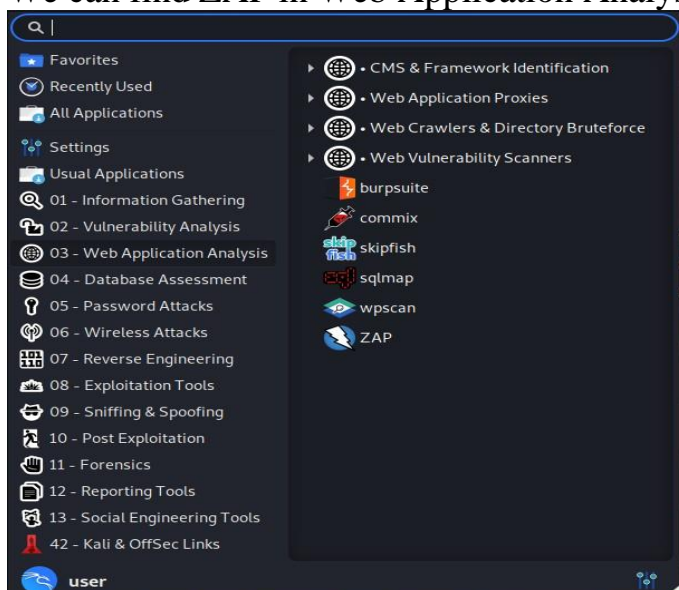 We can find ZAP in Web Application Analys
Favorites
Recently Used
All Applications
Settings
Usual Applications
01 - Information Gathering
02 - Vulnerability Analysis
03 - Web Application Analysis
04 - Database Assessment
05 - Password Attacks
06 - Wireless Attacks
07 - Reverse Engineering
08 - Exploitation Tools
09 - Sniffing & Spoofing
10 - Post Exploitation
11 - Forensics
12 - Reporting Tools
13 - Social Engineering Tools
42 - Kali & OffSec Links
• CMS & Framework Identification
• Web Application Proxies
• Web Crawlers & Directory Bruteforce
• Web Vulnerability Scanners
burpsuite
commix
skipfish
sqlmap
wpscan
ZAP
user